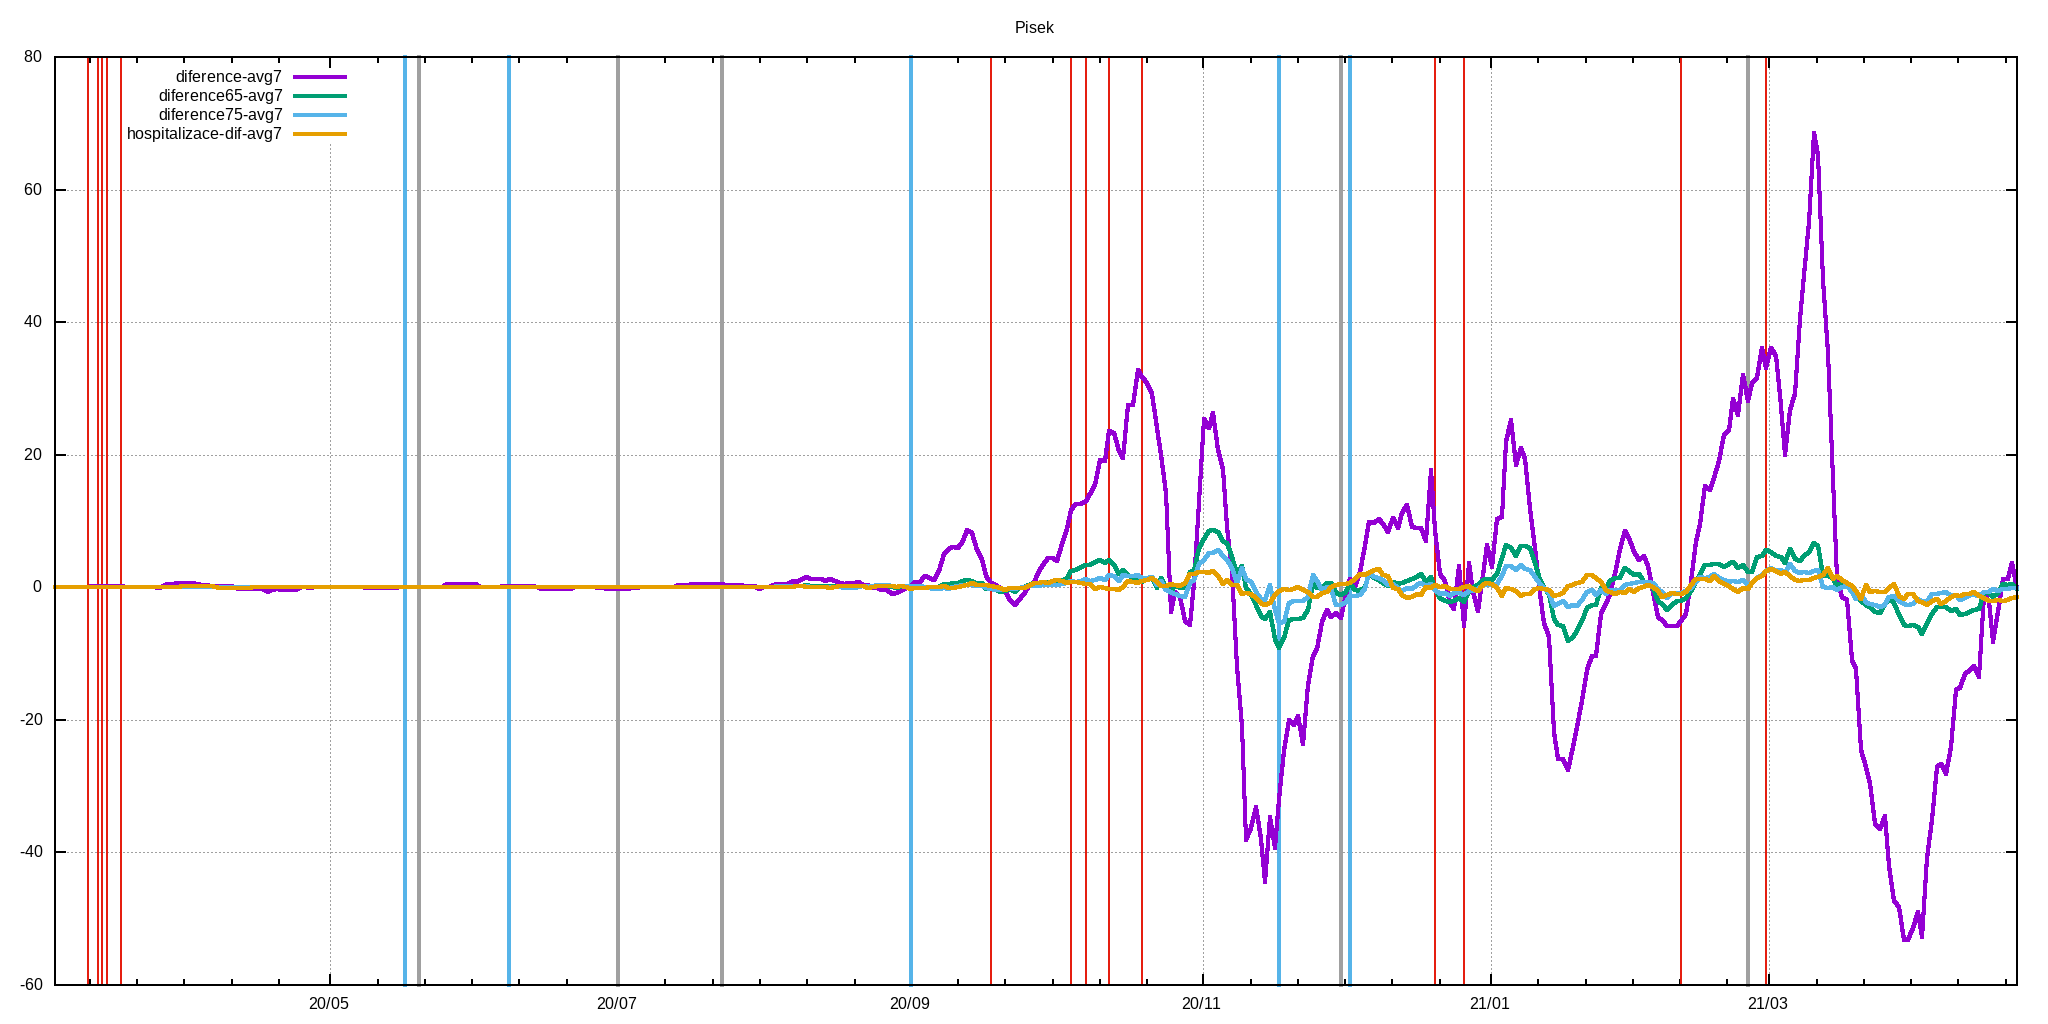 Pisek
80
60
40
20
0
-20
-40
-60
diference-avg7
diference65-avg7
diference75-avg7
hospitalizace-dif-avg7
20/05
20/07
20/09
20/11
21/01
21/03